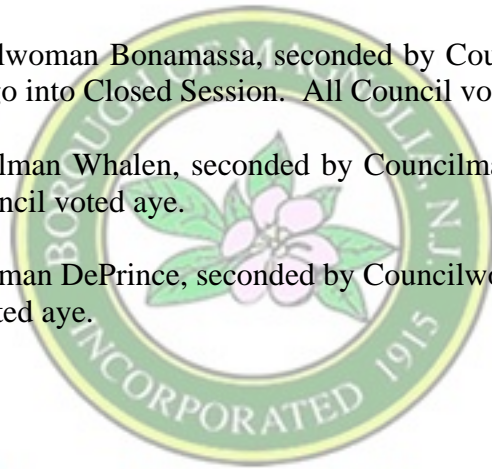 lwoman Bonamassa, seconded by Cou
go into Closed Session. All Council vo
lman Whalen, seconded by Councilma
ncil voted aye.
man DePrince, seconded by Councilwo
ted aye.
BOROUGH OF MAGNOLIA, N.J.
INCORPORATED 1915